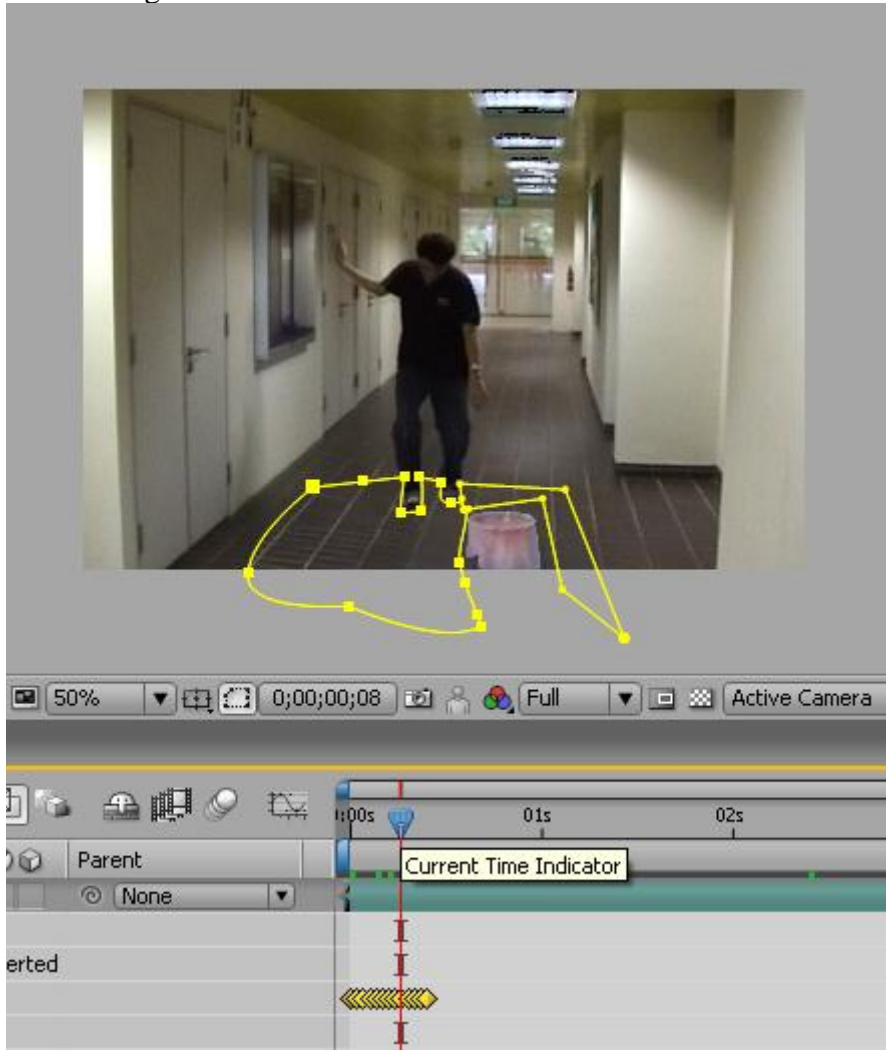 50% 0;00;00;08 Full Active Camera
00s 01s 02s
Parent
Current Time Indicator
None
erted